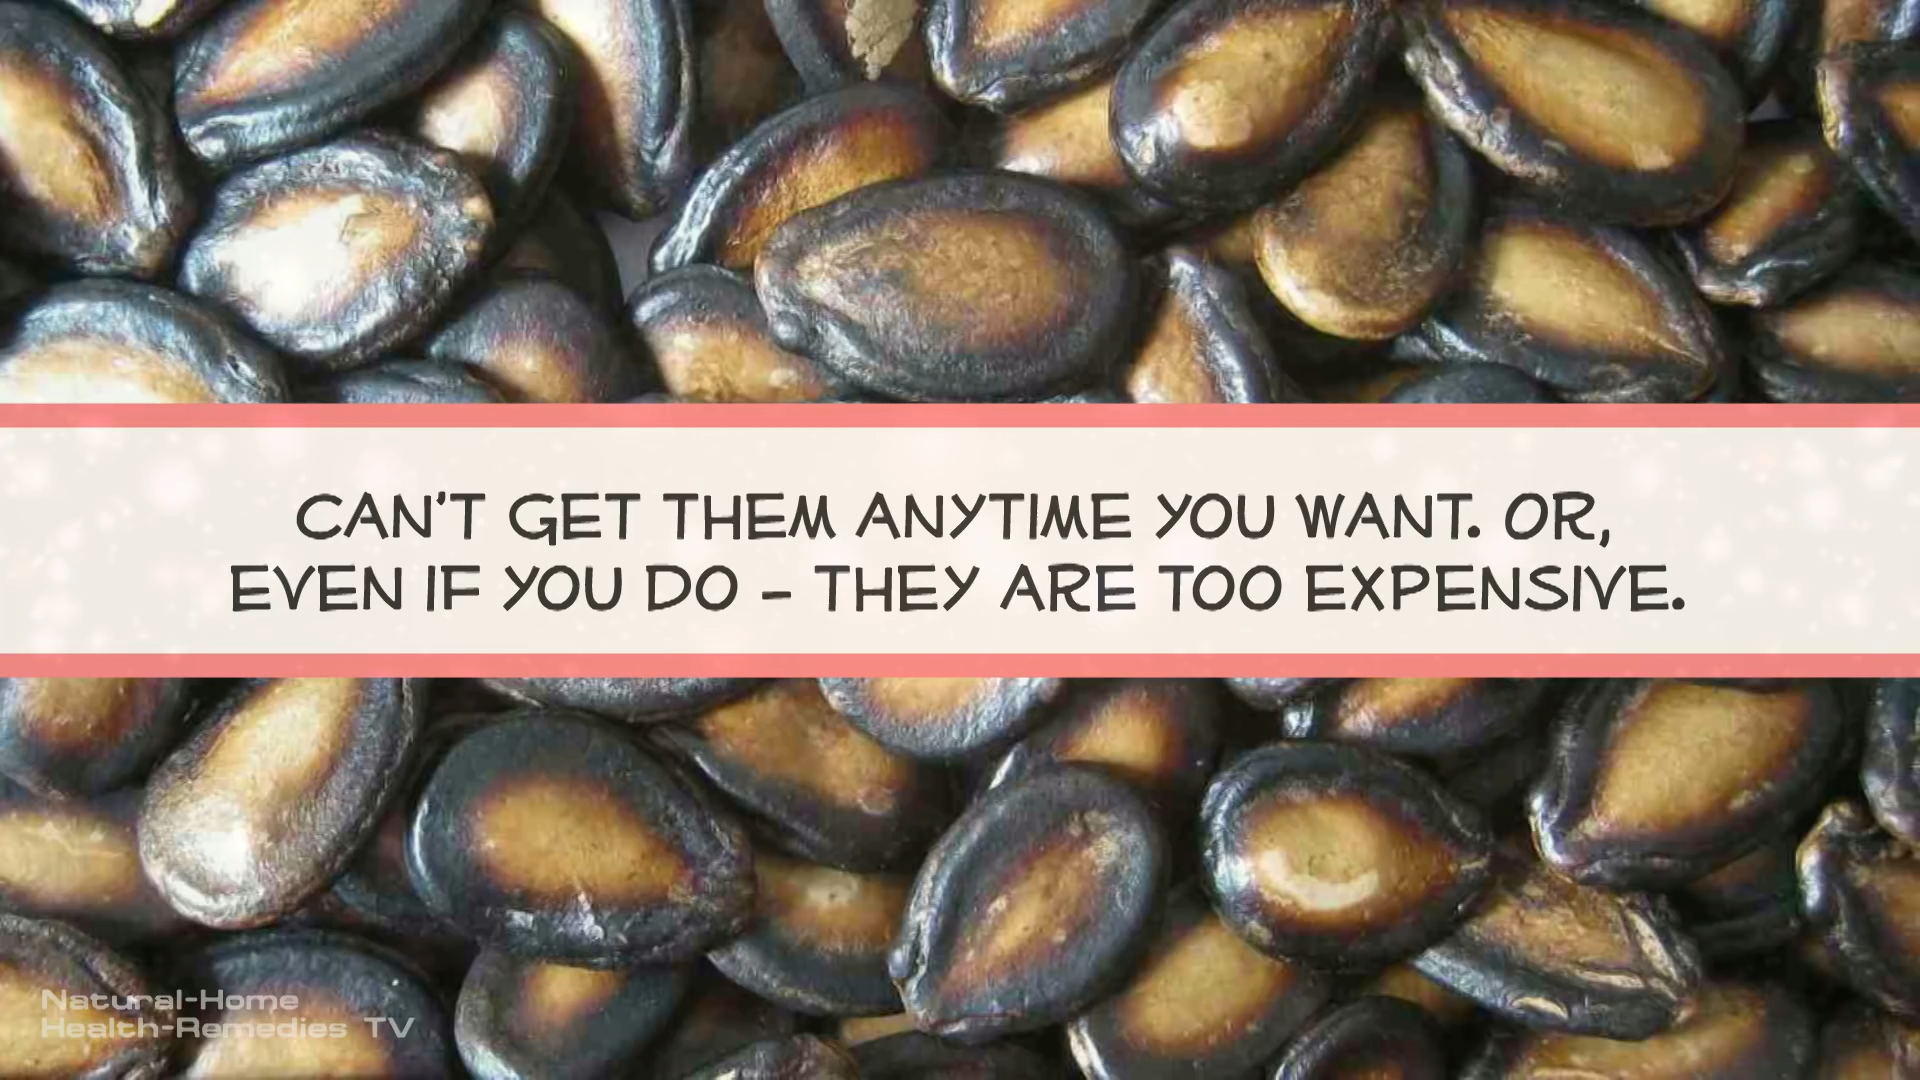 CAN'T GET THEM ANYTIME YOU WANT. OR,
EVEN IF YOU DO - THEY ARE TOO EXPENSIVE.
Natural-Home
Health-Remedies TV